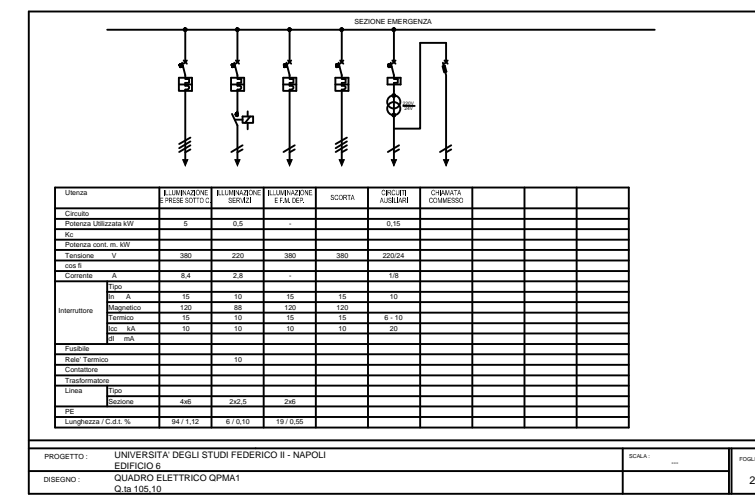 SEZIONE EMERGENZA
220V
24V
Utenza ILLUMINAZIONE E PRESE SOTTO C. ILLUMINAZIONE SERVIZI ILLUMINAZIONE E F.M. DEP. SCORTA CIRCUITI AUSILIARI CHIAMATA COMMESSO
Circuito
Potenza Utilizzata kW 5 0,5 - 0,15
Kc
Potenza cont. m. kW
Tensione V 380 220 380 380 220/24
cos fi
Corrente A 8,4 2,8 - 1/8
Interruttore
Tipo
In A 15 10 15 15 10
Magnetico 120 88 120 120
Termico 15 10 15 15 6 - 10
Icc kA 10 10 10 10 20
dI mA
Fusibile
Rele' Termico 10
Contattore
Trasformatore
Linea Tipo
Sezione 4x6 2x2,5 2x6
PE
Lunghezza / C.d.t. % 94 / 1,12 6 / 0,10 19 / 0,55
PROGETTO : UNIVERSITA' DEGLI STUDI FEDERICO II - NAPOLI
EDIFICIO 6
SCALA :
---
FOGL
2
DISEGNO : QUADRO ELETTRICO QPMA1
Q.ta 105,10